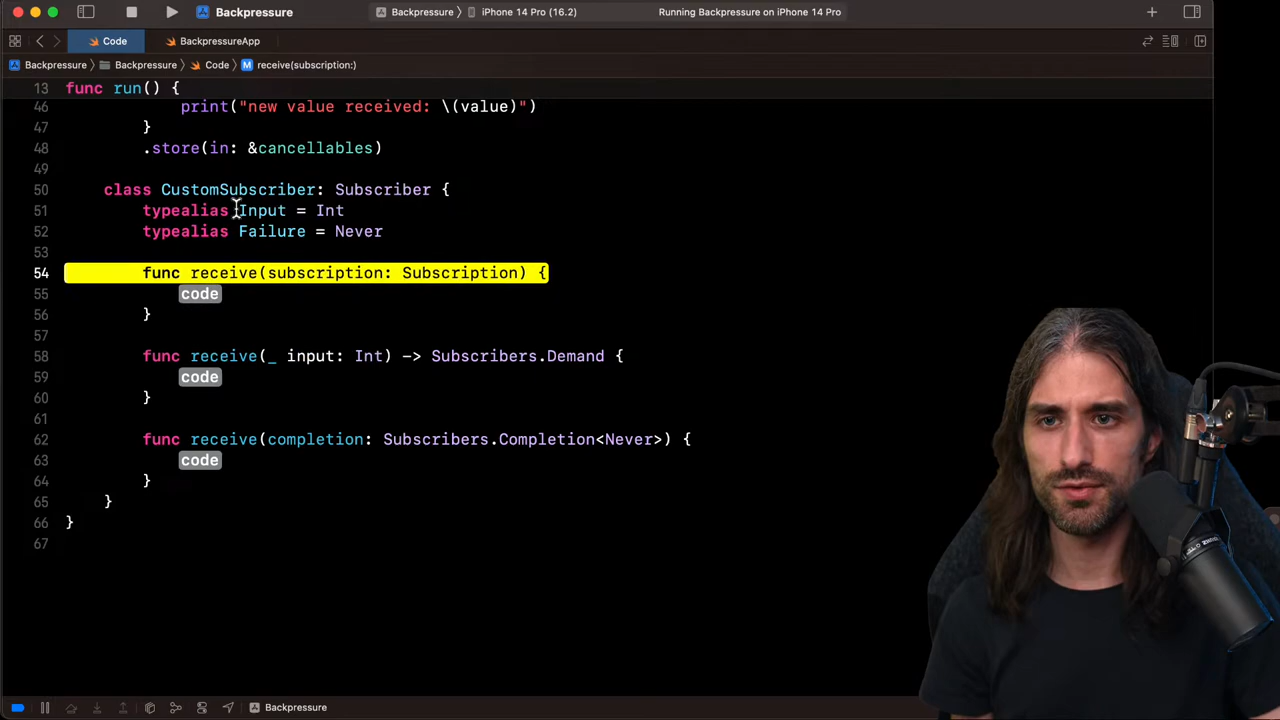 Backpressure
Backpressure
iPhone 14 Pro (16.2)
Running Backpressure on iPhone 14 Pro
Code
BackpressureApp
Backpressure
Backpressure
Code
M
receive(subscription:)
13 func run() {
46 print("new value received: \(value)")
47 }
48 .store(in: &cancellables)
49
50 class CustomSubscriber: Subscriber {
51 typealias Input = Int
52 typealias Failure = Never
53
54 func receive(subscription: Subscription) {
55 code
56 }
57
58 func receive(_ input: Int) -> Subscribers.Demand {
59 code
60 }
61
62 func receive(completion: Subscribers.Completion<Never>) {
63 code
64 }
65 }
66 }
67
Backpressure